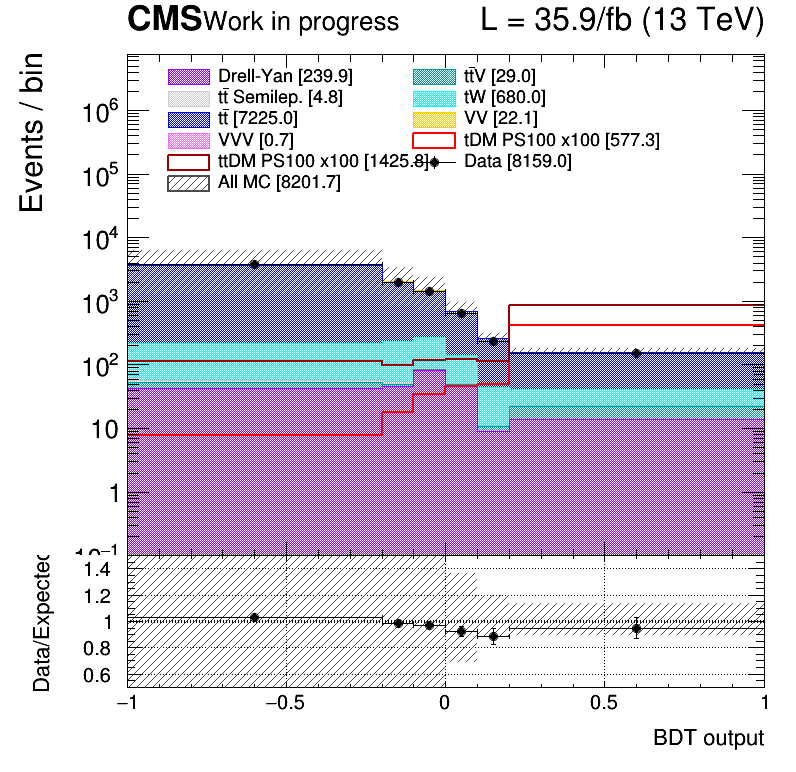 CMS Work in progress L = 35.9/fb (13 TeV)
Events / bin
Drell-Yan [239.9] tt̄V [29.0]
tt̄ Semilep. [4.8] tW [680.0]
tt̄ [7225.0] VV [22.1]
VVV [0.7] tDM PS100 x100 [577.3]
ttDM PS100 x100 [1425.8] Data [8159.0]
All MC [8201.7]
10⁶
10⁵
10⁴
10³
10²
10
1
10⁻¹
Data/Expected
1.4
1.2
1
0.8
0.6
−1 −0.5 0 0.5 1
BDT output